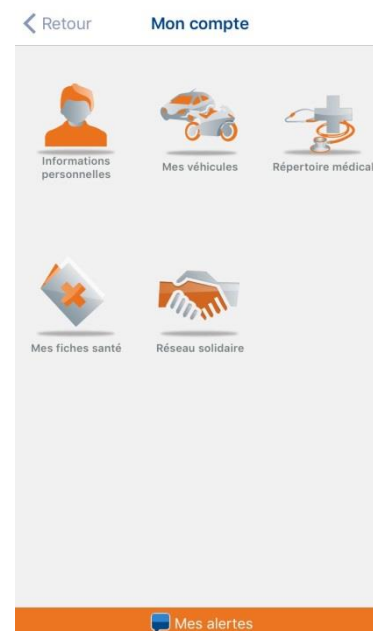 Retour
Mon compte
Informations
personnelles
Mes véhicules
Répertoire médical
Mes fiches santé
Réseau solidaire
Mes alertes